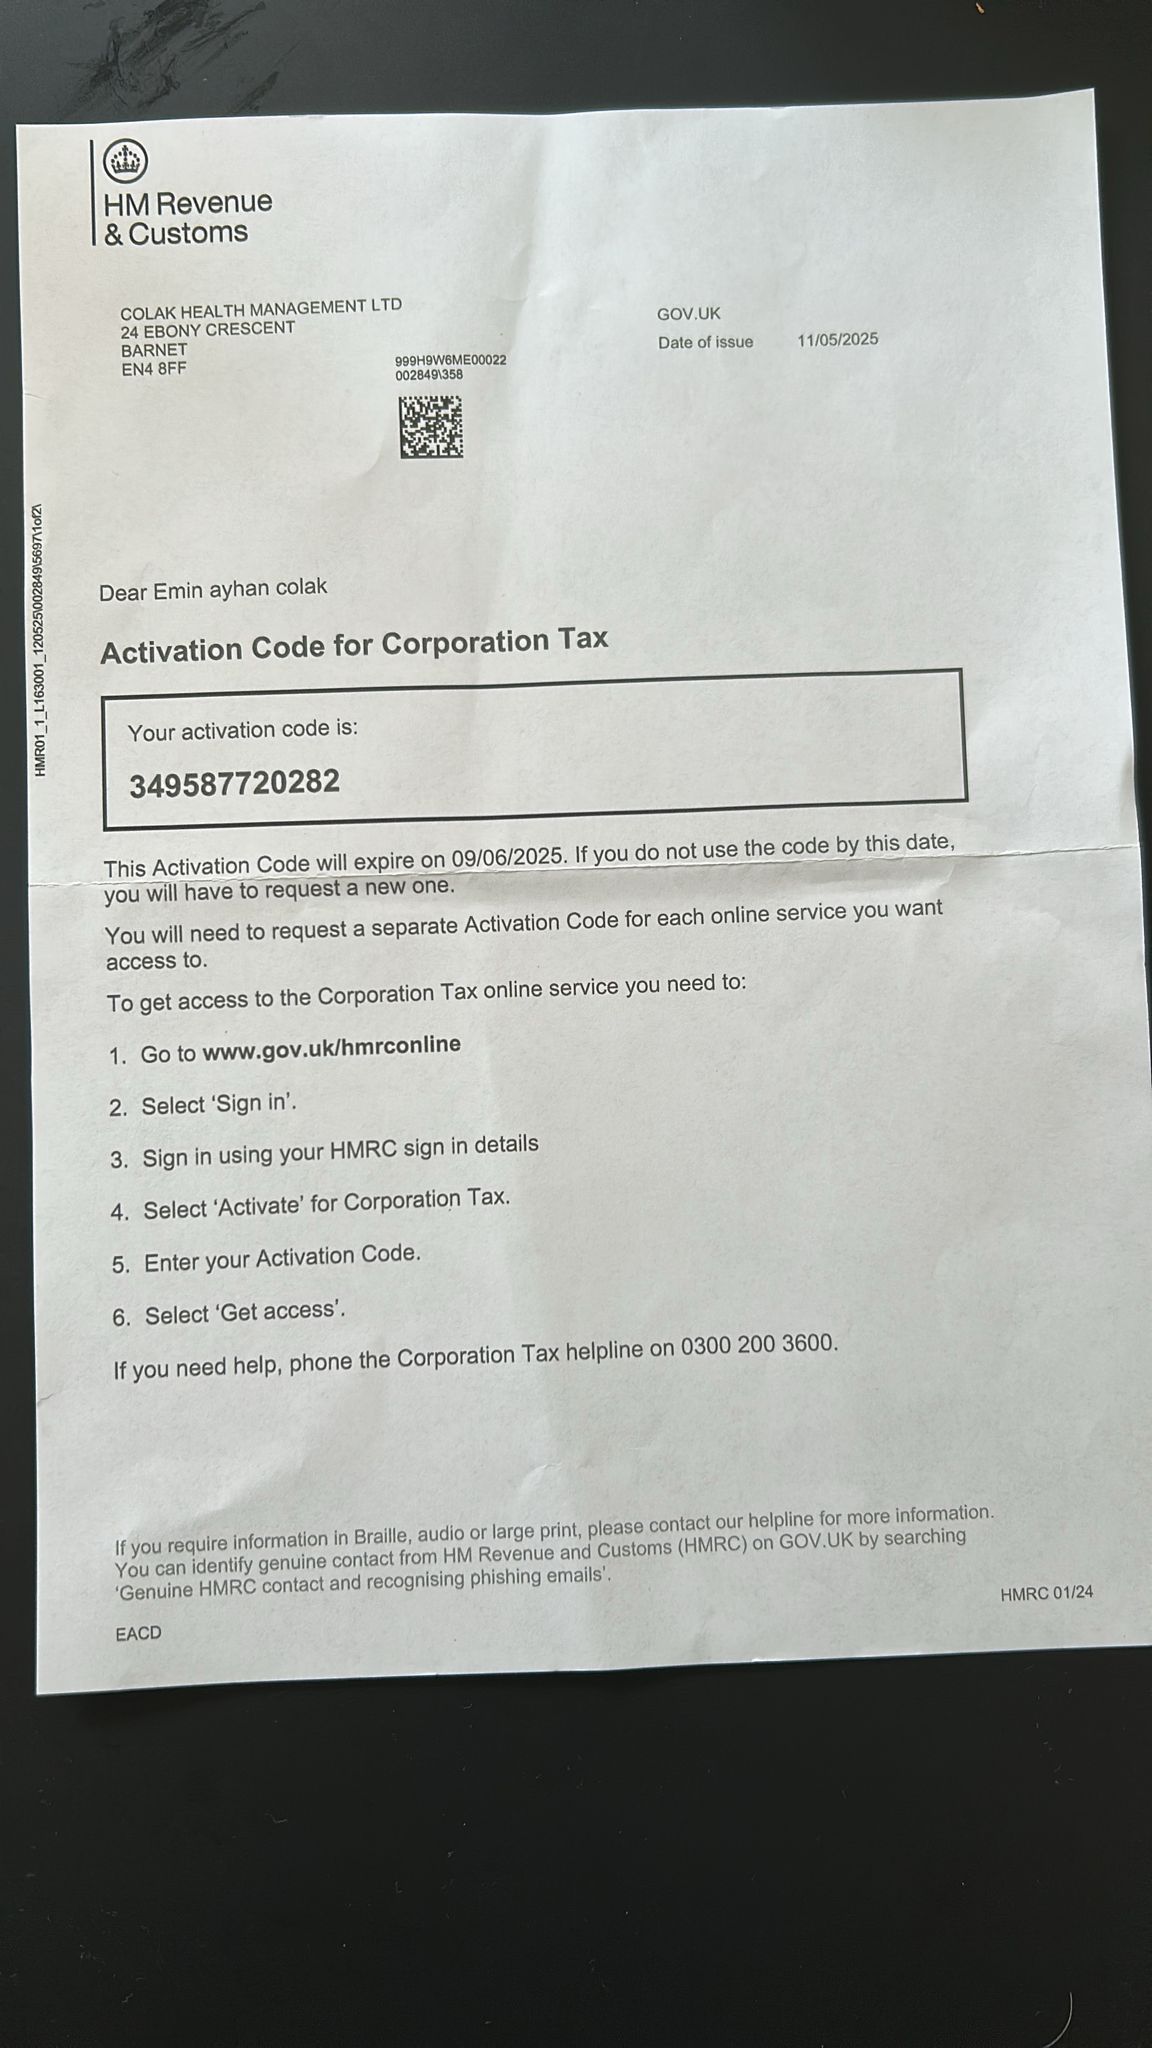 HM Revenue
& Customs
COLAK HEALTH MANAGEMENT LTD
24 EBONY CRESCENT
BARNET
EN4 8FF
999H9W6ME00022
002849\358
GOV.UK
Date of issue 11/05/2025
HMR01_1_L163001_120525\002849\5697\1of2\
Dear Emin ayhan colak
Activation Code for Corporation Tax
Your activation code is:
349587720282
This Activation Code will expire on 09/06/2025. If you do not use the code by this date,
you will have to request a new one.
You will need to request a separate Activation Code for each online service you want
access to.
To get access to the Corporation Tax online service you need to:
1. Go to www.gov.uk/hmrconline
2. Select ‘Sign in’.
3. Sign in using your HMRC sign in details
4. Select ‘Activate’ for Corporation Tax.
5. Enter your Activation Code.
6. Select ‘Get access’.
If you need help, phone the Corporation Tax helpline on 0300 200 3600.
If you require information in Braille, audio or large print, please contact our helpline for more information.
You can identify genuine contact from HM Revenue and Customs (HMRC) on GOV.UK by searching
‘Genuine HMRC contact and recognising phishing emails’.
HMRC 01/24
EACD